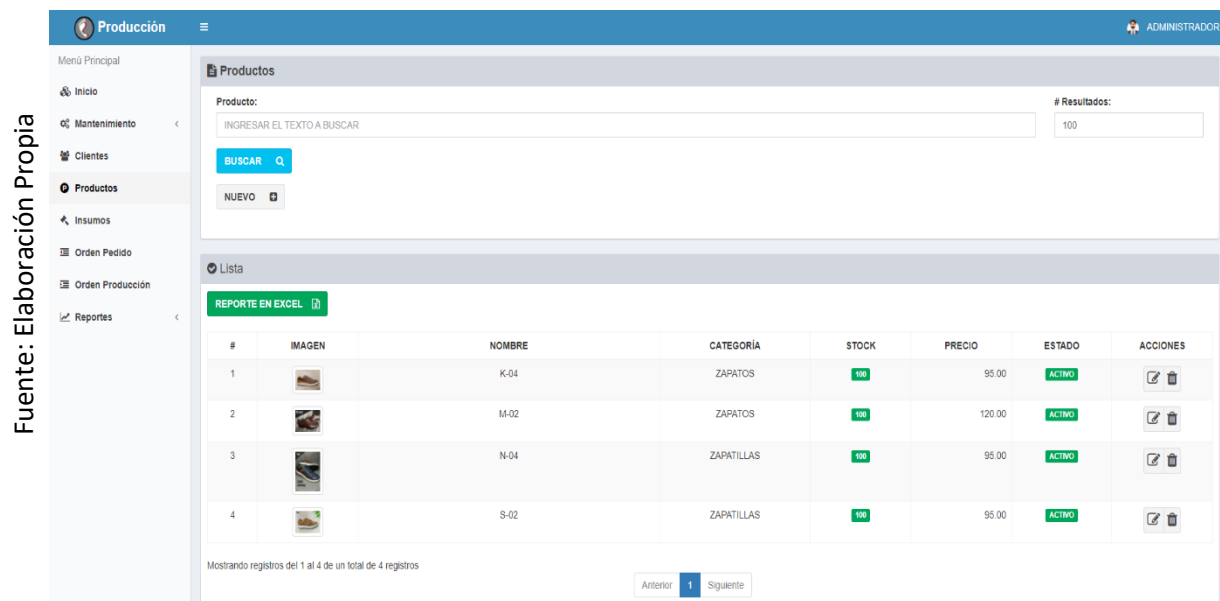 Fuente: Elaboración Propia
Producción
ADMINISTRADOR
Menú Principal
Inicio
Mantenimiento
Clientes
Productos
Insumos
Orden Pedido
Orden Producción
Reportes
Productos
Producto:
# Resultados:
INGRESAR EL TEXTO A BUSCAR
100
BUSCAR
NUEVO
Lista
REPORTE EN EXCEL
# IMAGEN NOMBRE CATEGORÍA STOCK PRECIO ESTADO ACCIONES
1 K-04 ZAPATOS 100 95.00 ACTIVO
2 M-02 ZAPATOS 100 120.00 ACTIVO
3 N-04 ZAPATILLAS 100 95.00 ACTIVO
4 S-02 ZAPATILLAS 100 95.00 ACTIVO
Mostrando registros del 1 al 4 de un total de 4 registros
Anterior 1 Siguiente